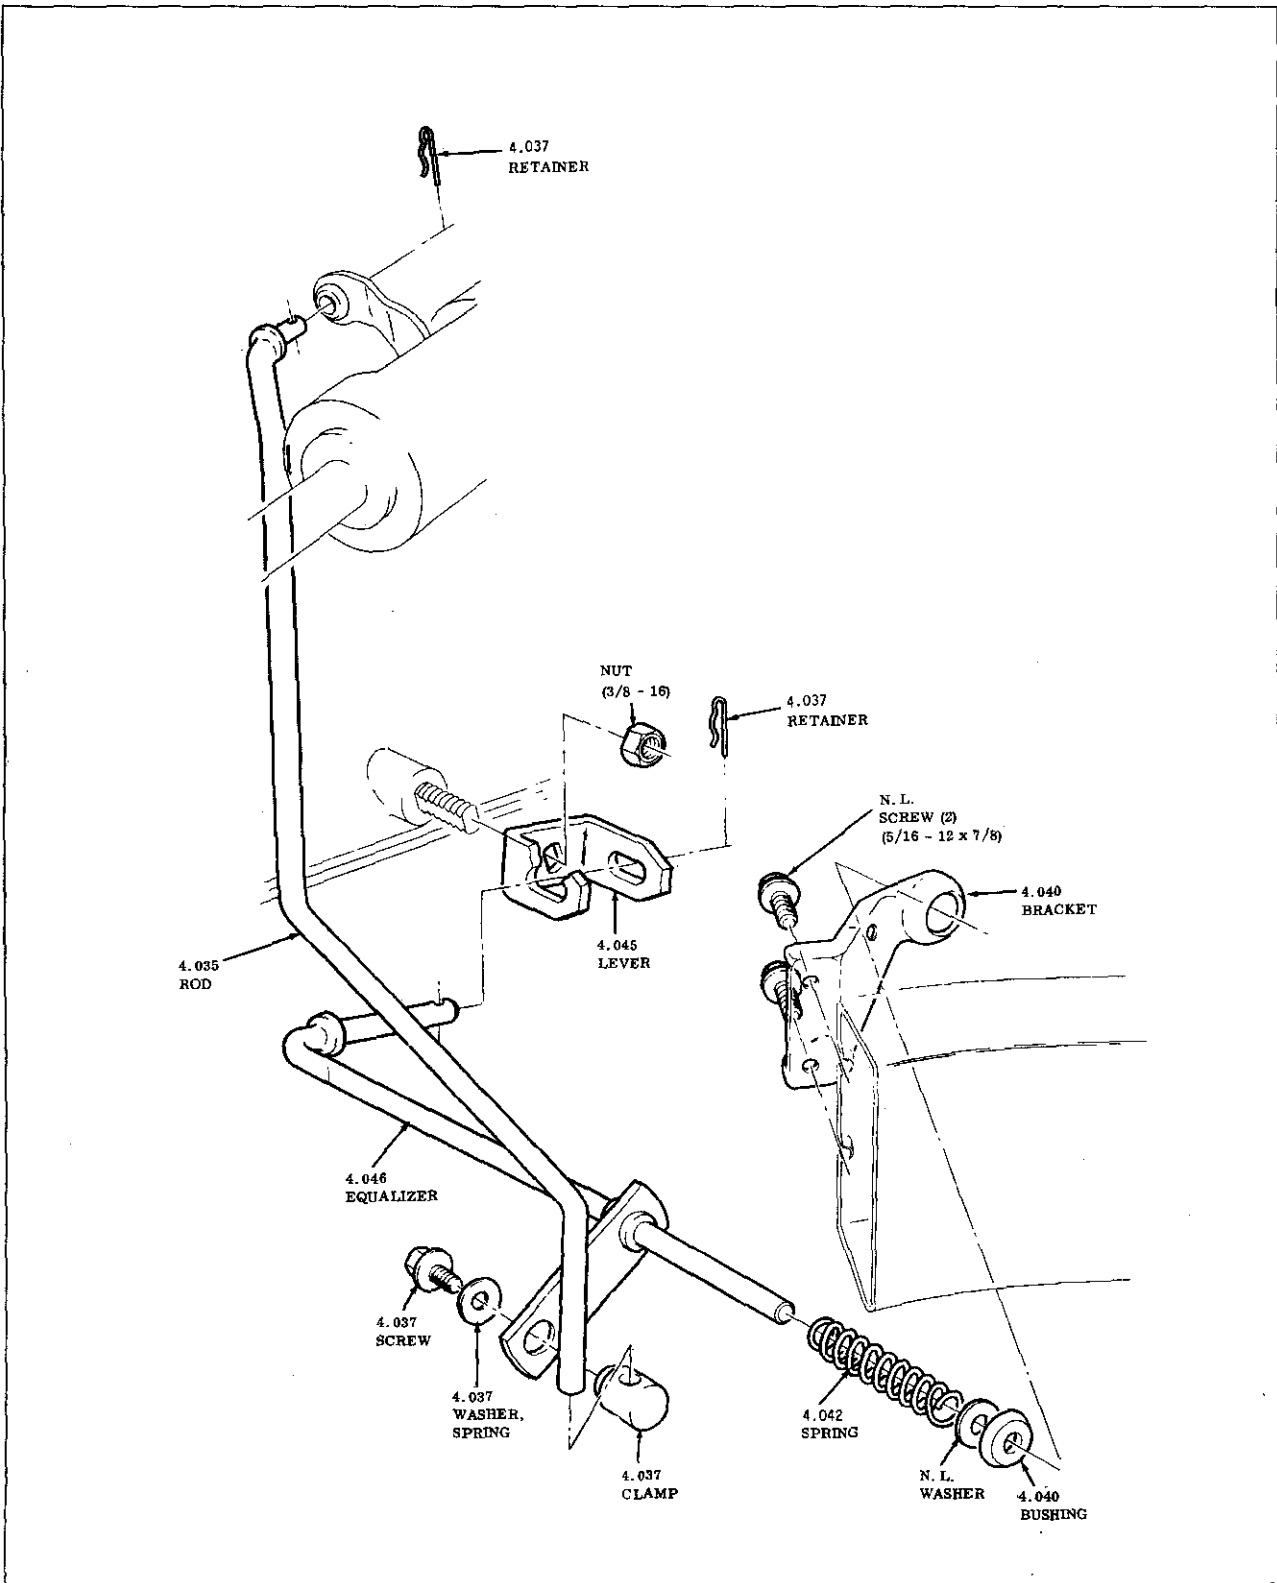 4.037
RETAINER
NUT
(3/8 - 16)
4.037
RETAINER
N. L.
SCREW (2)
(5/16 - 12 x 7/8)
4.040
BRACKET
4.045
LEVER
4.035
ROD
4.046
EQUALIZER
4.037
SCREW
4.037
WASHER,
SPRING
4.042
SPRING
4.037
CLAMP
N. L.
WASHER
4.040
BUSHING